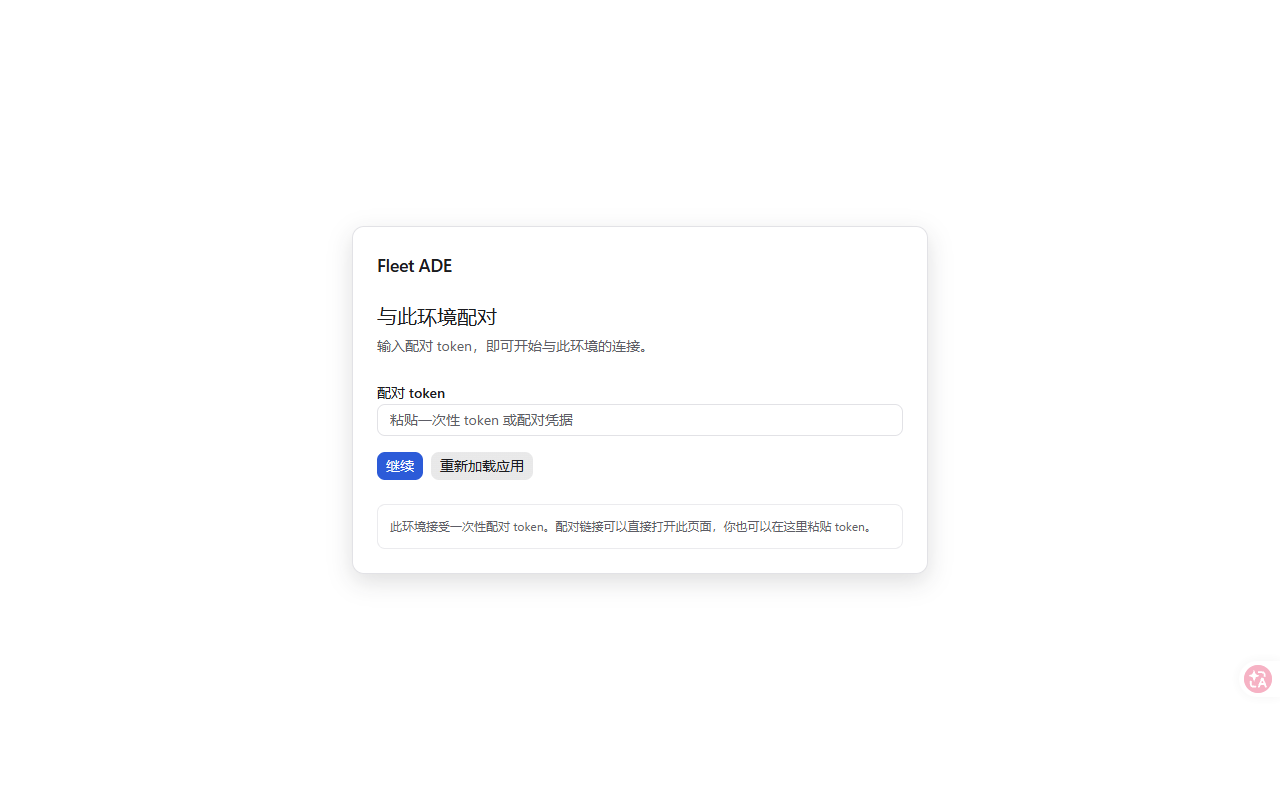 Fleet ADE
与此环境配对
输入配对 token，即可开始与此环境的连接。
配对 token
粘贴一次性 token 或配对凭据
继续
重新加载应用
此环境接受一次性配对 token。配对链接可以直接打开此页面，你也可以在这里粘贴 token。